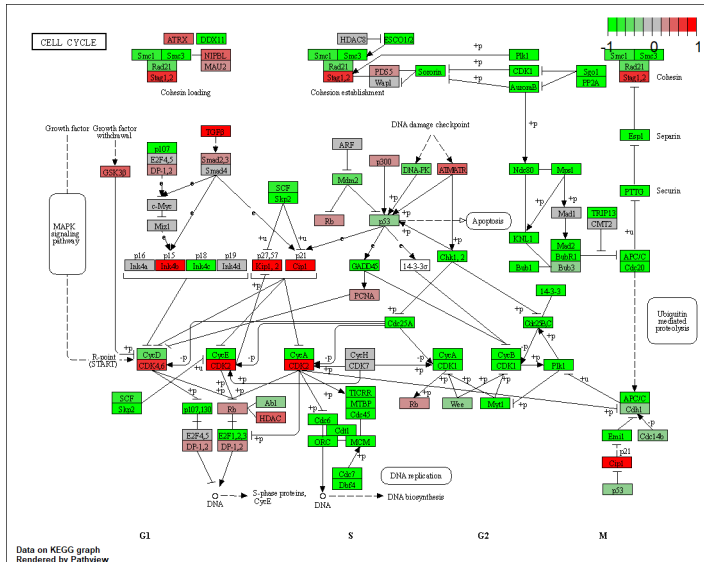 CELL CYCLE
ATRX
DDX11
Smc1 Smc3
NIPBL
Rad21
MAU2
Stag1,2
Cohesin loading
HDAC8
ESCO1/2
Smc1 Smc3
Rad21
Stag1,2
PDS5
Wapl
Sororin
Cohesion establishment
+p
Plk1
CDK1
AuroraB
Sgo1
PP2A
-1 0 1
Smc1 Smc3
Rad21
Stag1,2
Cohesin
Growth factor
Growth factor
withdrawal
GSK3β
p107
E2F4,5
DP-1,2
TGFβ
Smad2,3
Smad4
c-Myc
Miz1
SCF
Skp2
ARF
Mdm2
p300
Rb
DNA damage checkpoint
DNA-PK
ATM/ATR
p53
Apoptosis
Ndc80
Mps1
KNL1
Mad1
Mad2
BubR1
Bub3
Bub1
TRIP13
CMT2
Esp1
Separin
PTTG
Securin
APC/C
Cdc20
MAPK
signaling
pathway
p16 p15 p18 p19 p27,57 p21
Ink4a Ink4b Ink4c Ink4d Kip1,2 Cip1
GADD45
14-3-3σ
Chk1,2
PCNA
14-3-3
Cdc25A
Cdc25B,C
Ubiquitin
mediated
proteolysis
R-point
(START)
CycD
CDK4,6
CycE
CDK2
CycA
CDK2
CycH
CDK7
CycA
CDK1
CycB
CDK1
Plk1
SCF
Skp2
p107,130
E2F4,5
DP-1,2
Rb
Abl
HDAC
E2F1,2,3
DP-1,2
TICRR
MTBP
Cdc45
Cdc6
Cdt1
ORC
MCM
Cdc7
Dbf4
Rb
Wee
Myt1
APC/C
Cdh1
Emi1
Cdc14b
p21
Cip1
p53
DNA replication
DNA
S-phase proteins,
CycE
DNA
DNA biosynthesis
G1
S
G2
M
Data on KEGG graph
Rendered by Pathview